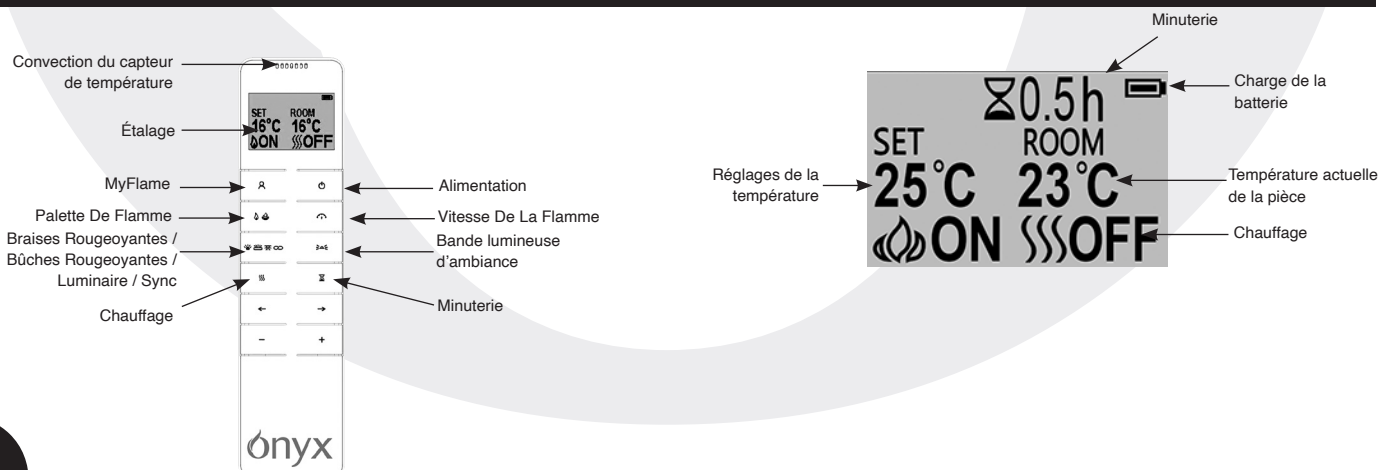 Convection du capteur
de température
Étalage
MyFlame
Palette De Flamme
Braises Rougeoyantes /
Bûches Rougeoyantes /
Luminaire / Sync
Chauffage
SET ROOM
16°C 16°C
ON OFF
ónyx
Alimentation
Vitesse De La Flamme
Bande lumineuse
d'ambiance
Minuterie
Minuterie
Charge de la
batterie
0.5h
SET ROOM
25°C 23°C
ON OFF
Réglages de la
température
Température actuelle
de la pièce
Chauffage